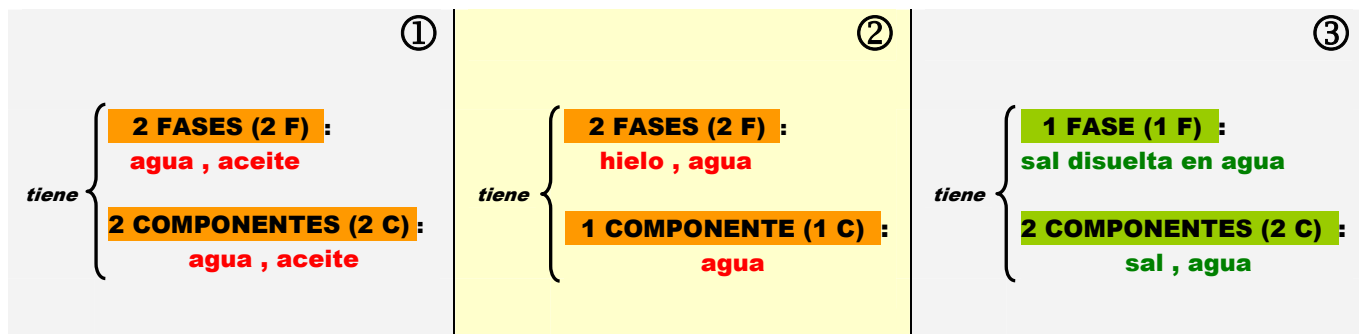 ①
2 FASES (2 F) :
agua , aceite
tiene
2 COMPONENTES (2 C) :
agua , aceite
②
2 FASES (2 F) :
hielo , agua
tiene
1 COMPONENTE (1 C) :
agua
③
1 FASE (1 F) :
sal disuelta en agua
tiene
2 COMPONENTES (2 C) :
sal , agua